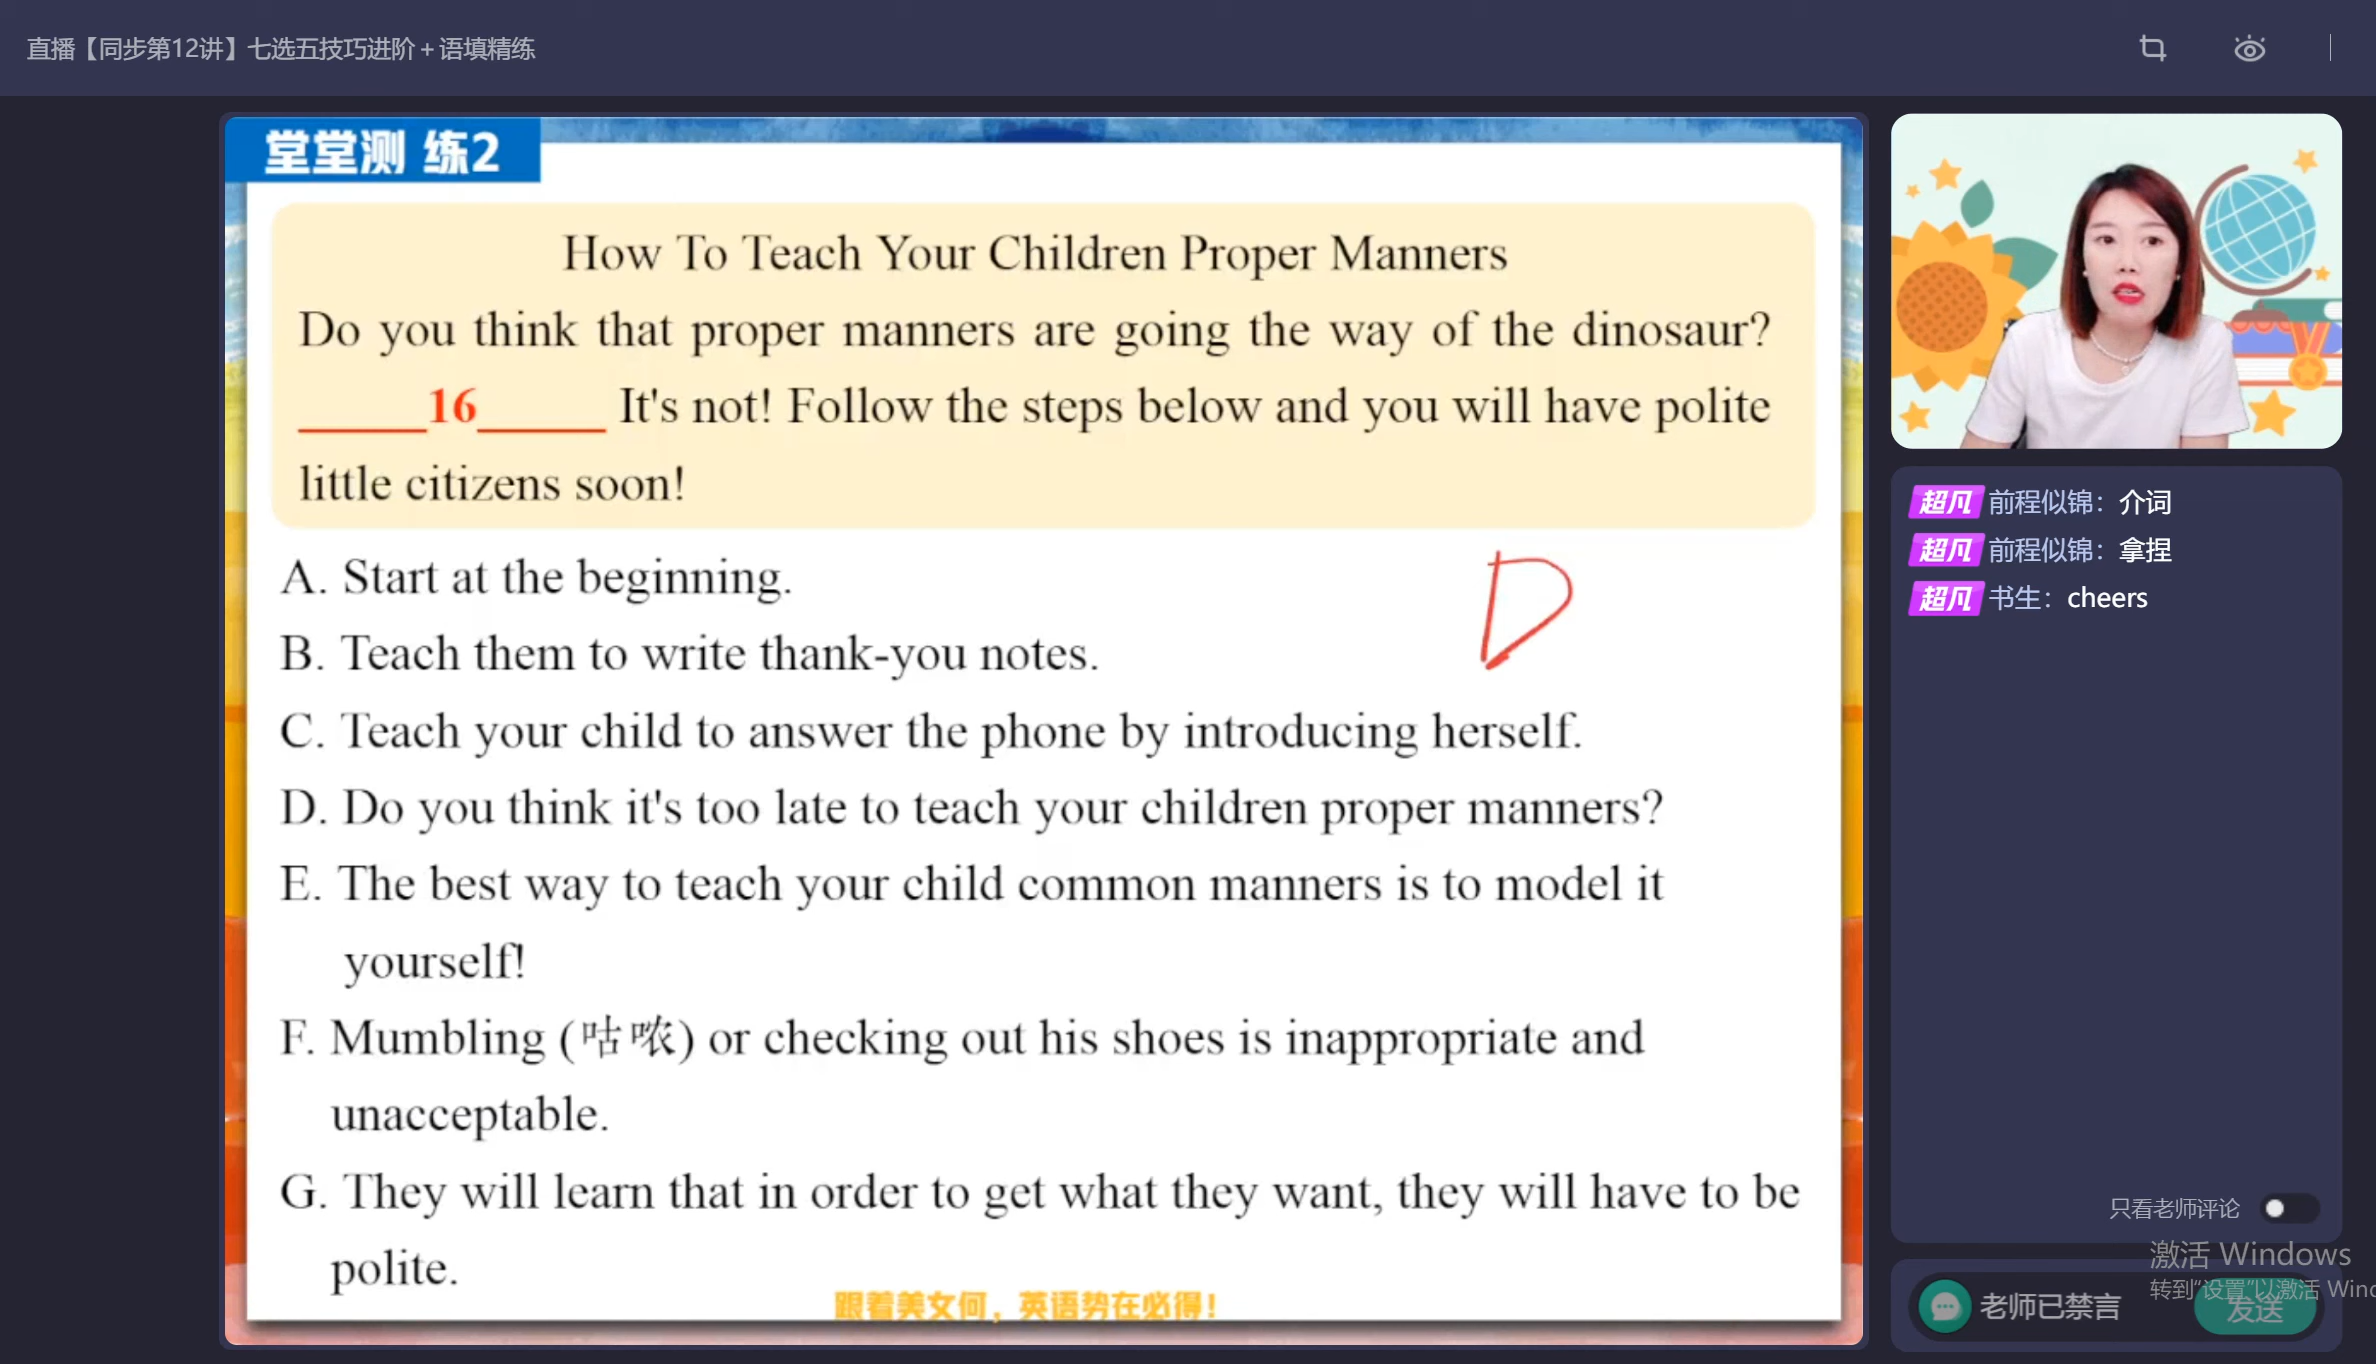 直播【同步第12讲】七选五技巧进阶＋语填精练
堂堂测 练2
How To Teach Your Children Proper Manners
Do you think that proper manners are going the way of the dinosaur?
_____16_____ It's not! Follow the steps below and you will have polite
little citizens soon!
A. Start at the beginning.
B. Teach them to write thank-you notes.
C. Teach your child to answer the phone by introducing herself.
D. Do you think it's too late to teach your children proper manners?
E. The best way to teach your child common manners is to model it
yourself!
F. Mumbling (咕哝) or checking out his shoes is inappropriate and
unacceptable.
G. They will learn that in order to get what they want, they will have to be
polite.
D
跟着美女何，英语势在必得！
超凡 前程似锦：介词
超凡 前程似锦：拿捏
超凡 书生：cheers
只看老师评论
激活 Windows
转到“设置”以激活 Win
老师已禁言
发送